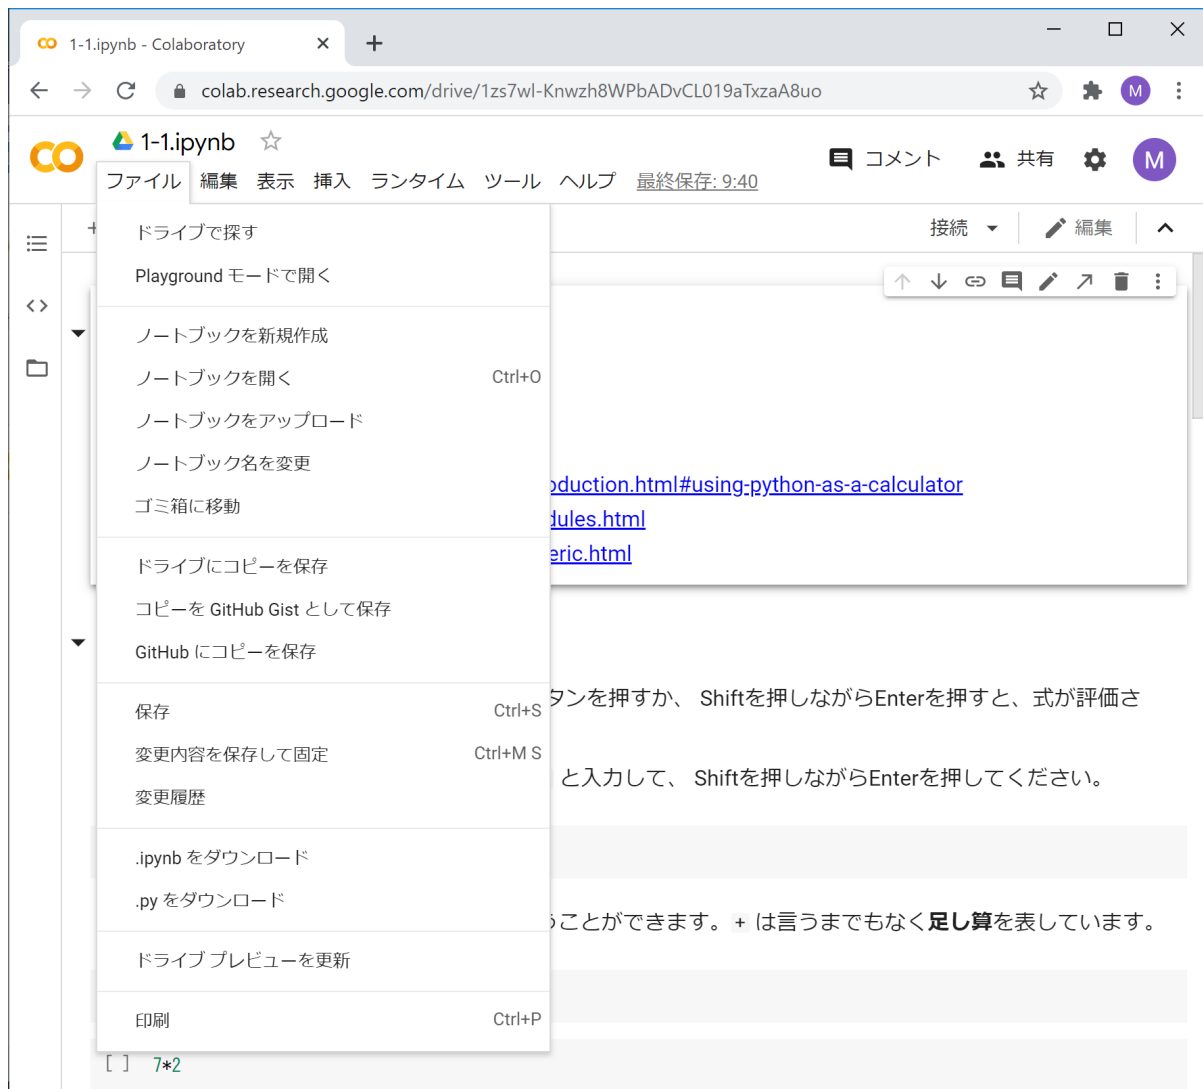 1-1.ipynb - Colaboratory
colab.research.google.com/drive/1zs7wl-Knwzh8WPbADvCL019aTxzaA8uo
M
1-1.ipynb
コメント
共有
M
ファイル 編集 表示 挿入 ランタイム ツール ヘルプ 最終保存: 9:40
接続
編集
ドライブで探す
Playground モードで開く
ノートブックを新規作成
ノートブックを開く Ctrl+O
ノートブックをアップロード
ノートブック名を変更
ゴミ箱に移動
ドライブにコピーを保存
コピーを GitHub Gist として保存
GitHub にコピーを保存
保存 Ctrl+S
変更内容を保存して固定 Ctrl+M S
変更履歴
.ipynb をダウンロード
.py をダウンロード
ドライブ プレビューを更新
印刷 Ctrl+P
oduction.html#using-python-as-a-calculator
dules.html
eric.html
タンを押すか、 Shiftを押しながらEnterを押すと、式が評価さ
と入力して、 Shiftを押しながらEnterを押してください。
うことができます。 + は言うまでもなく足し算を表しています。
[ ] 7*2